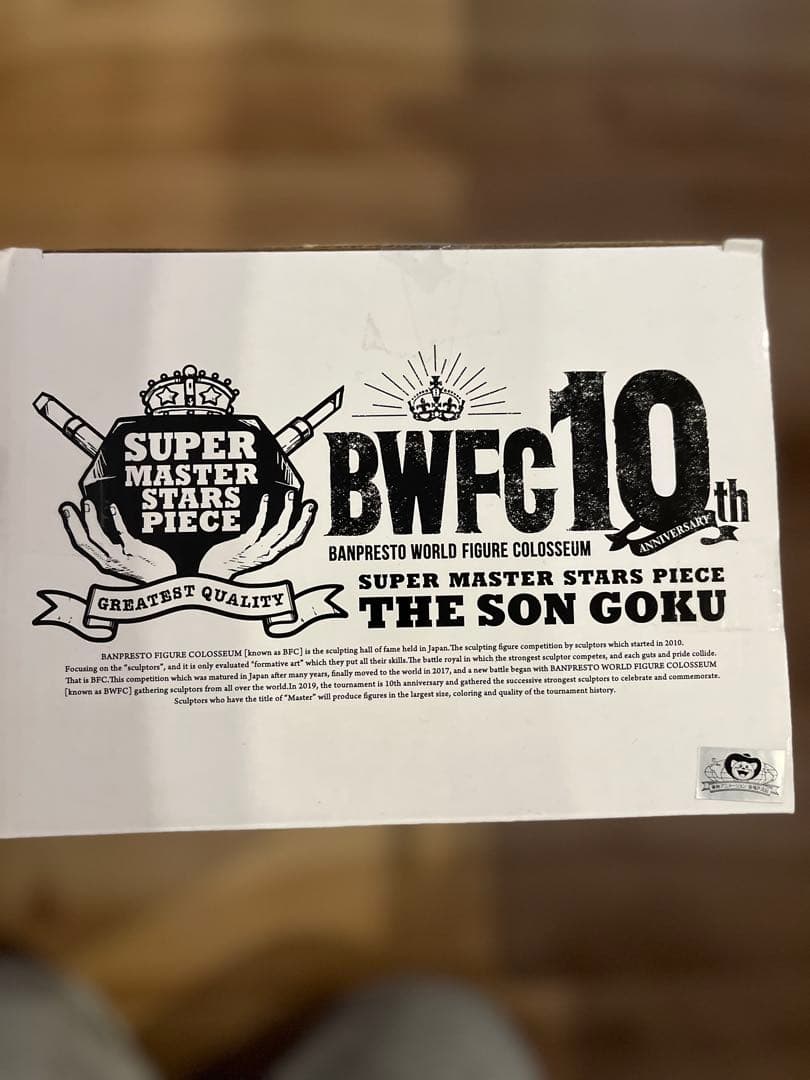 SUPER
MASTER
STARS
PIECE
GREATEST QUALITY
BWFC10th
ANNIVERSARY
BANPRESTO WORLD FIGURE COLOSSEUM
SUPER MASTER STARS PIECE
THE SON GOKU
BANPRESTO FIGURE COLOSSEUM [known as BFC] is the sculpting hall of fame held in Japan.The sculpting figure competition by sculptors which started in 2010.
Focusing on the "sculptors", and it is only evaluated "formative art" which they put all their skills.The battle royal in which the strongest sculptor competes, and each guts and pride collide.
That is BFC.This competition which was matured in Japan after many years, finally moved to the world in 2017, and a new battle began with BANPRESTO WORLD FIGURE COLOSSEUM
[known as BWFC] gathering sculptors from all over the world.In 2019, the tournament is 10th anniversary and gathered the successive strongest sculptors to celebrate and commemorate.
Sculptors who have the title of "Master" will produce figures in the largest size, coloring and quality of the tournament history.